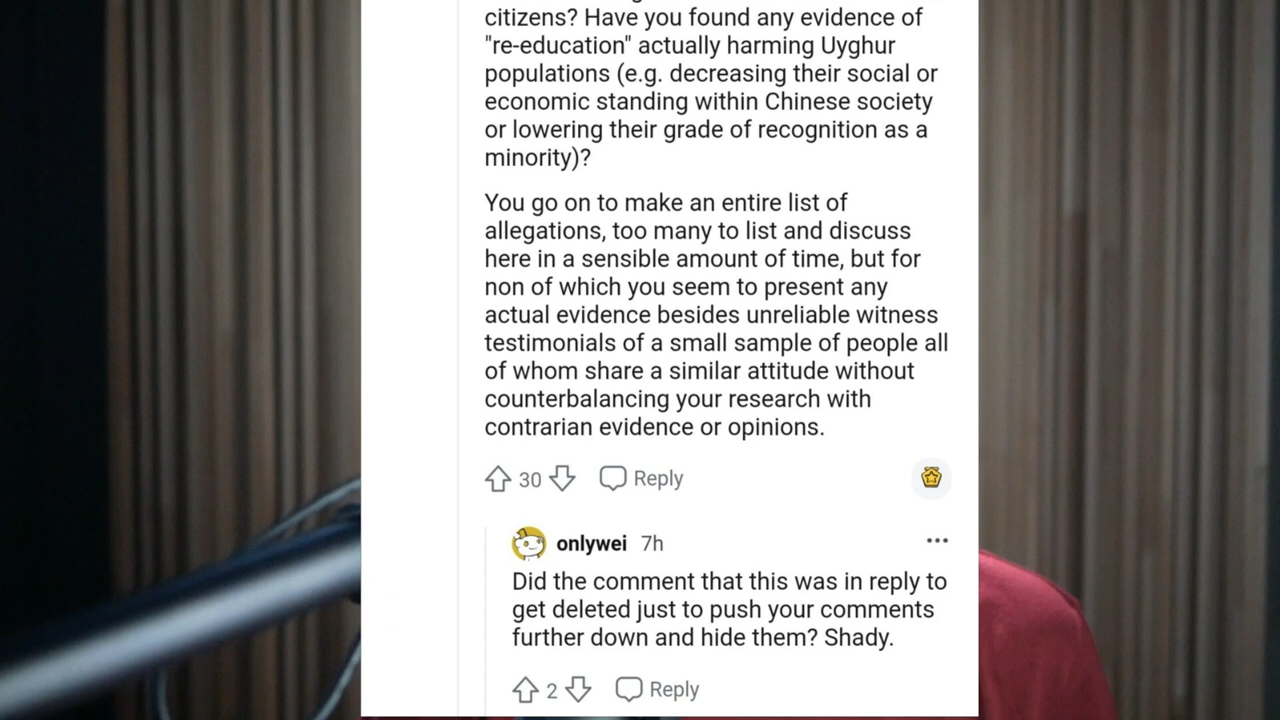 citizens? Have you found any evidence of
"re-education" actually harming Uyghur
populations (e.g. decreasing their social or
economic standing within Chinese society
or lowering their grade of recognition as a
minority)?
You go on to make an entire list of
allegations, too many to list and discuss
here in a sensible amount of time, but for
non of which you seem to present any
actual evidence besides unreliable witness
testimonials of a small sample of people all
of whom share a similar attitude without
counterbalancing your research with
contrarian evidence or opinions.
30 Reply
onlywei 7h
Did the comment that this was in reply to
get deleted just to push your comments
further down and hide them? Shady.
2 Reply